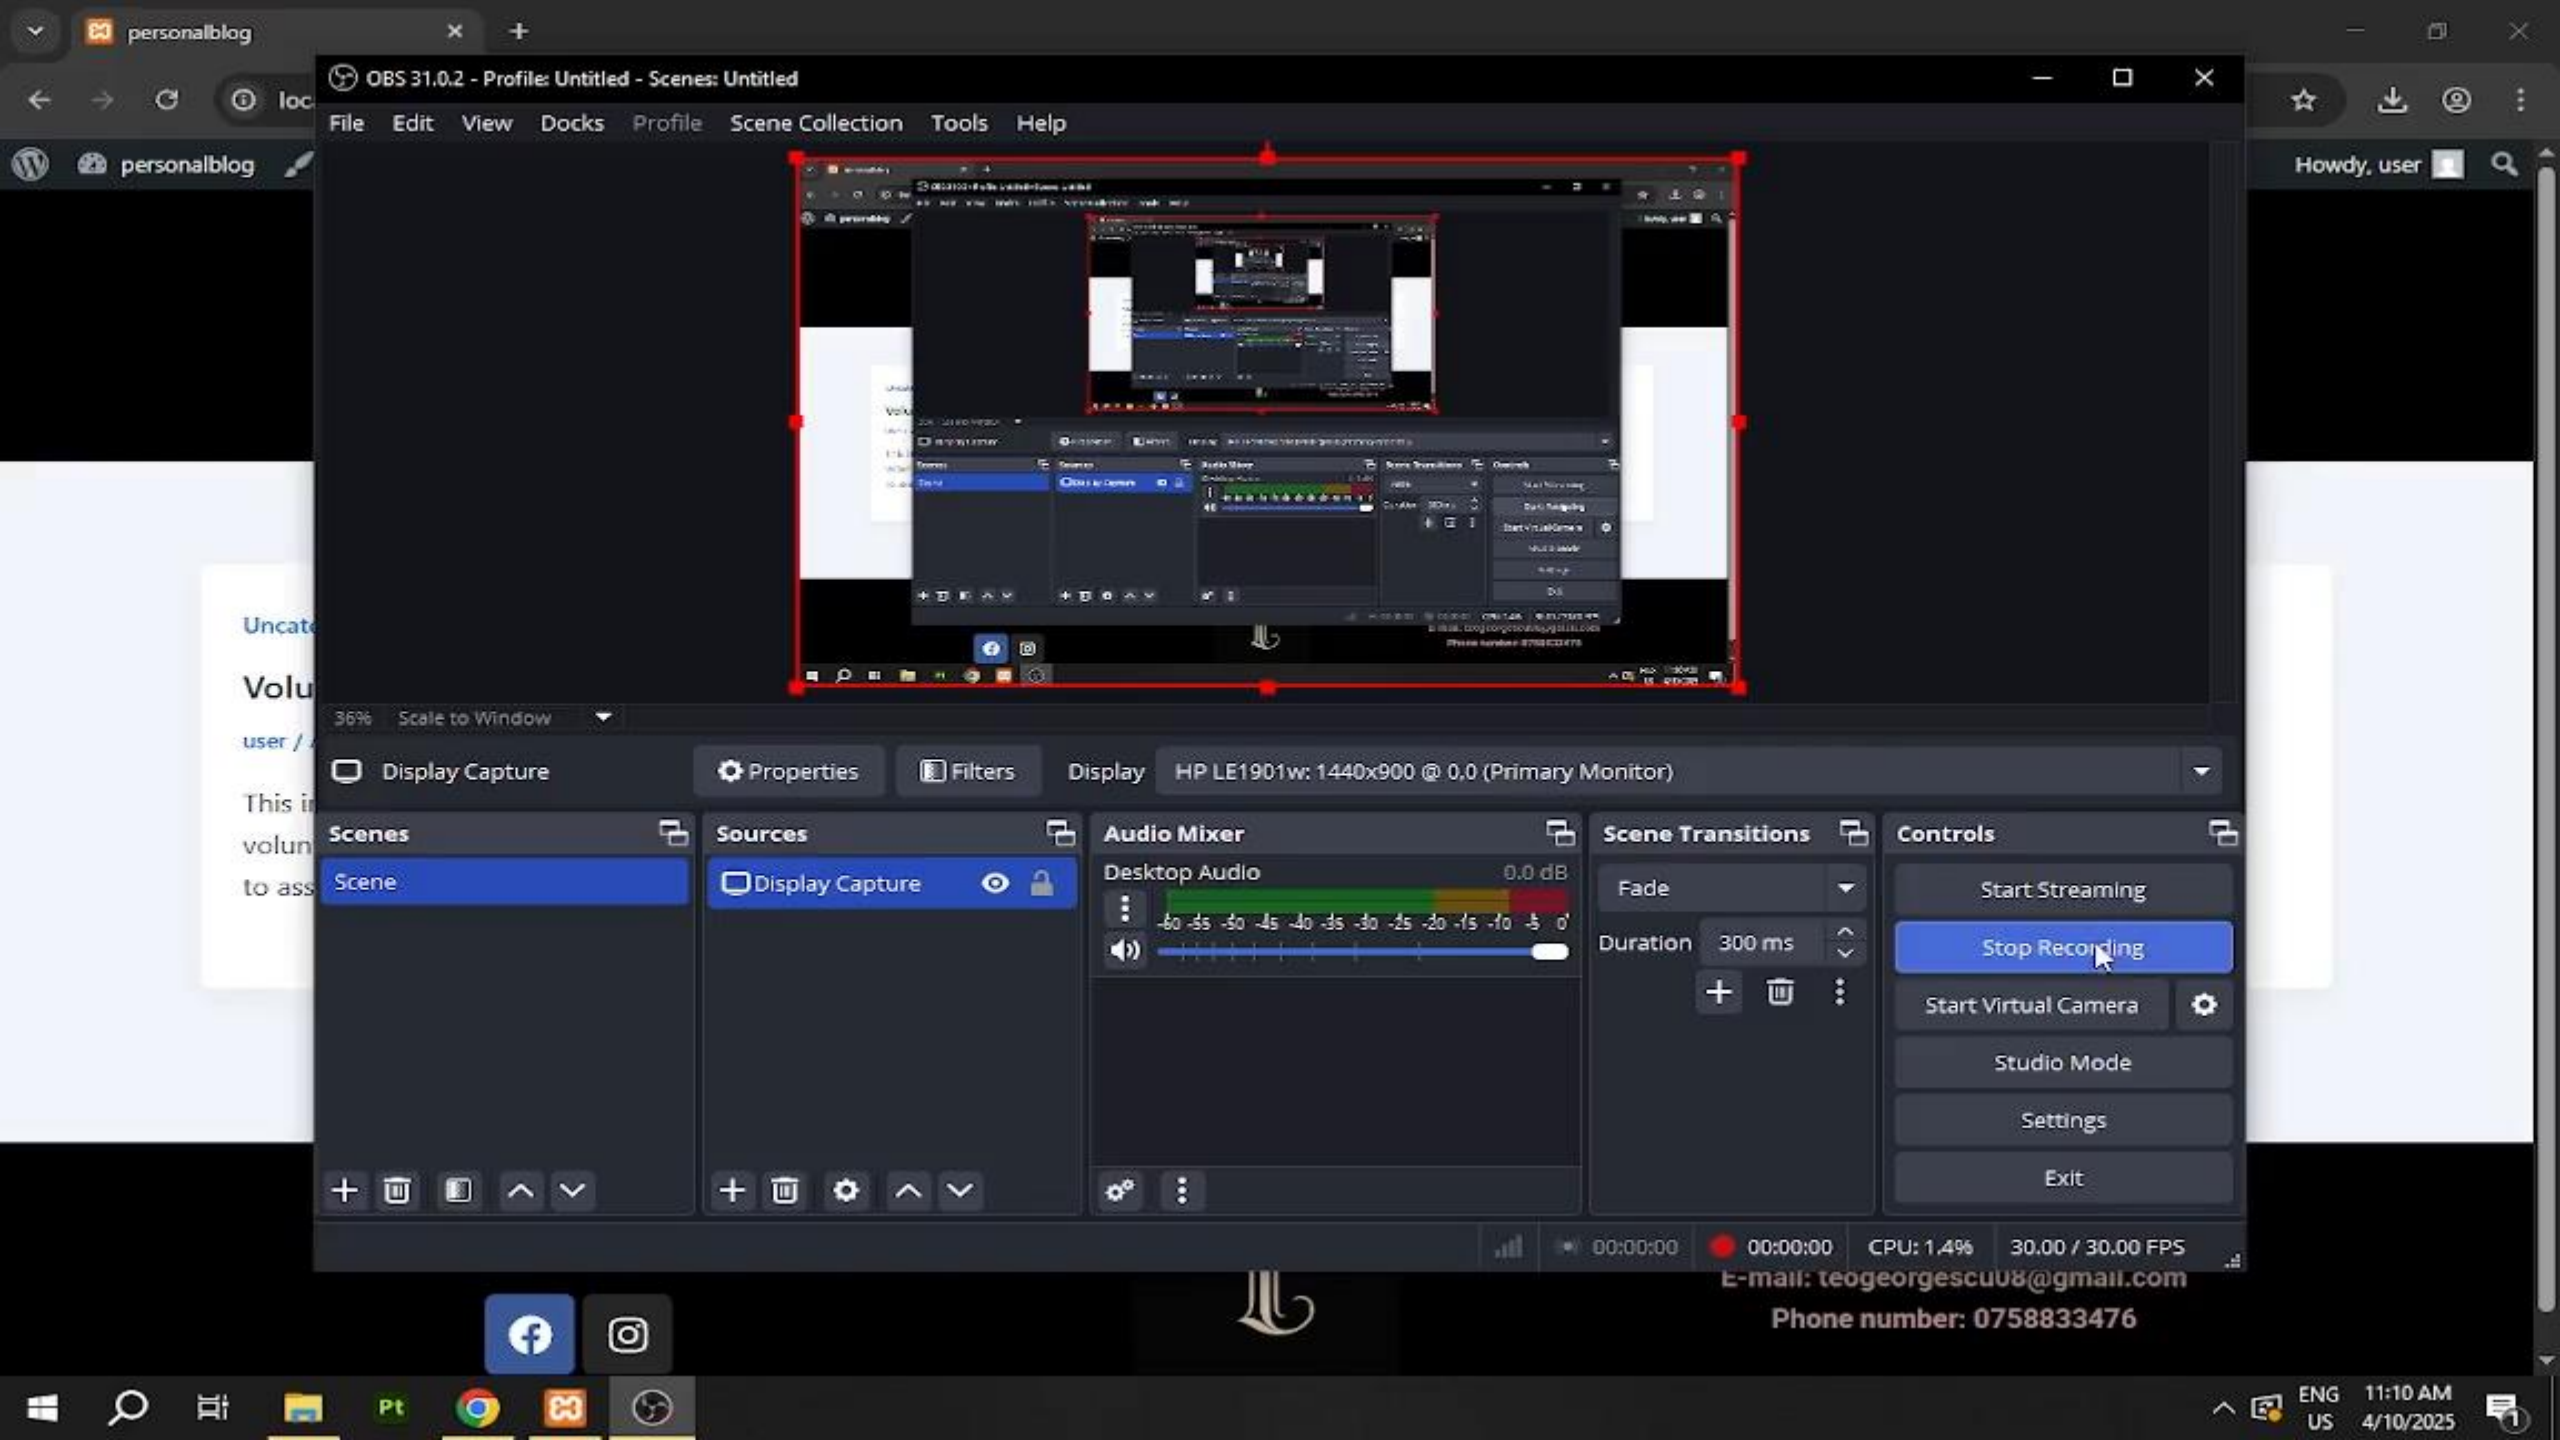 personalblog
loc
personalblog
Howdy, user
OBS 31.0.2 - Profile: Untitled - Scenes: Untitled
File Edit View Docks Profile Scene Collection Tools Help
Uncate
Volu
user /
This i
volun
to ass
36% Scale to Window
Display Capture Properties Filters Display HP LE1901w: 1440x900 @ 0,0 (Primary Monitor)
Scenes
Scene
Sources
Display Capture
Audio Mixer
Desktop Audio 0.0 dB
-60 -55 -50 -45 -40 -35 -30 -25 -20 -15 -10 -5 0
Scene Transitions
Fade
Duration 300 ms
Controls
Start Streaming
Stop Recording
Start Virtual Camera
Studio Mode
Settings
Exit
00:00:00 00:00:00 CPU: 1.4% 30.00 / 30.00 FPS
E-mail: teogeorgescu08@gmail.com
Phone number: 0758833476
Pt
ENG
US
11:10 AM
4/10/2025
1